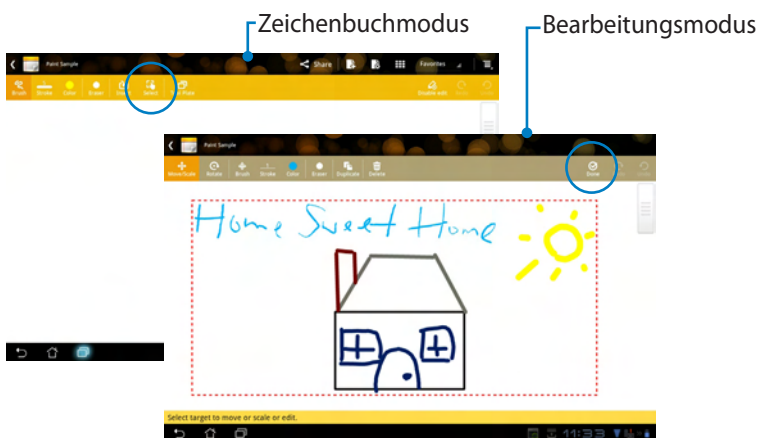 Zeichenbuchmodus
Bearbeitungsmodus
Paint Sample
Share
Favorites
Brush Stroke Color Eraser Select
Double edit
Paint Sample
Move/Scale Rotate Brush Stroke Color Eraser Duplicate Delete Done
Home Sweet Home
Select target to move or scale or edit.
11:33